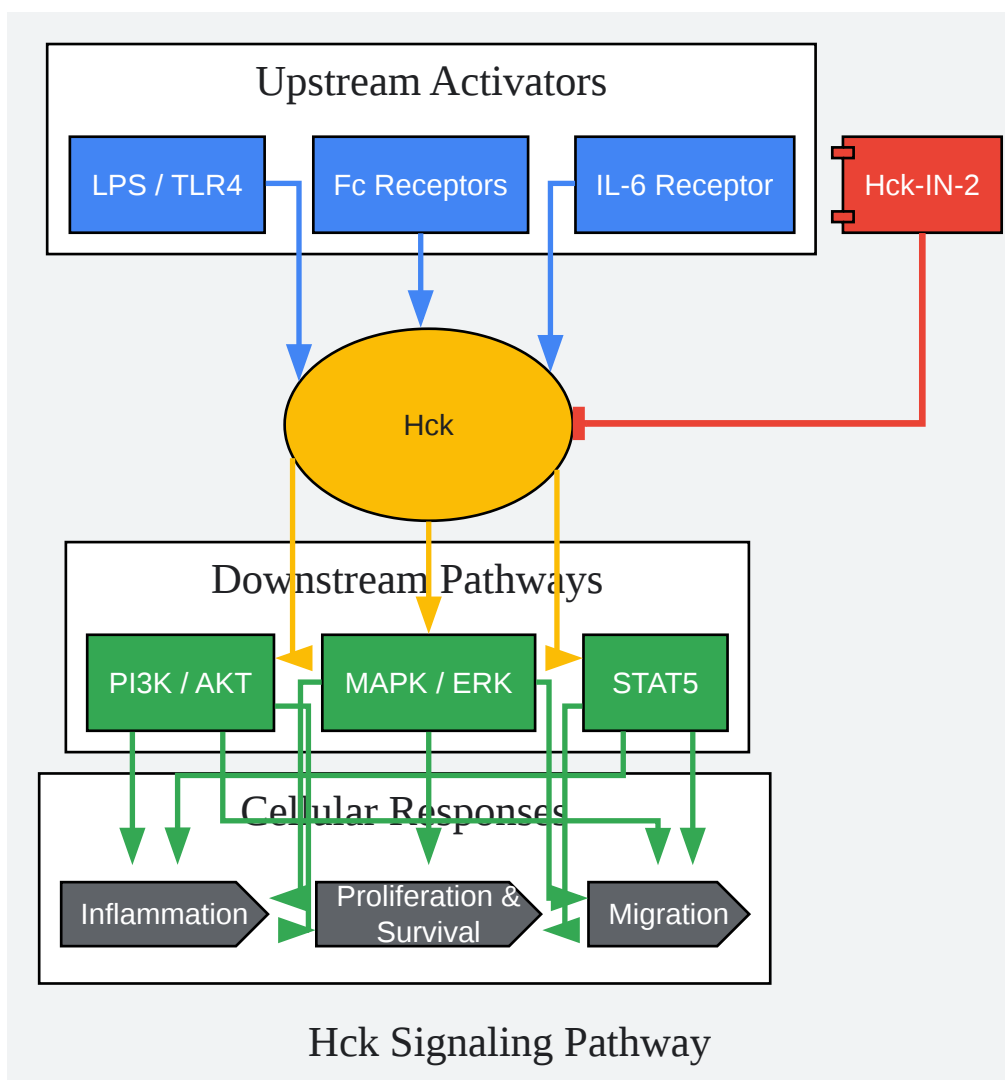 Upstream Activators
LPS / TLR4
Fc Receptors
IL-6 Receptor
Hck-IN-2
Hck
Downstream Pathways
PI3K / AKT
MAPK / ERK
STAT5
Cellular Responses
Inflammation
Proliferation &
Survival
Migration
Hck Signaling Pathway